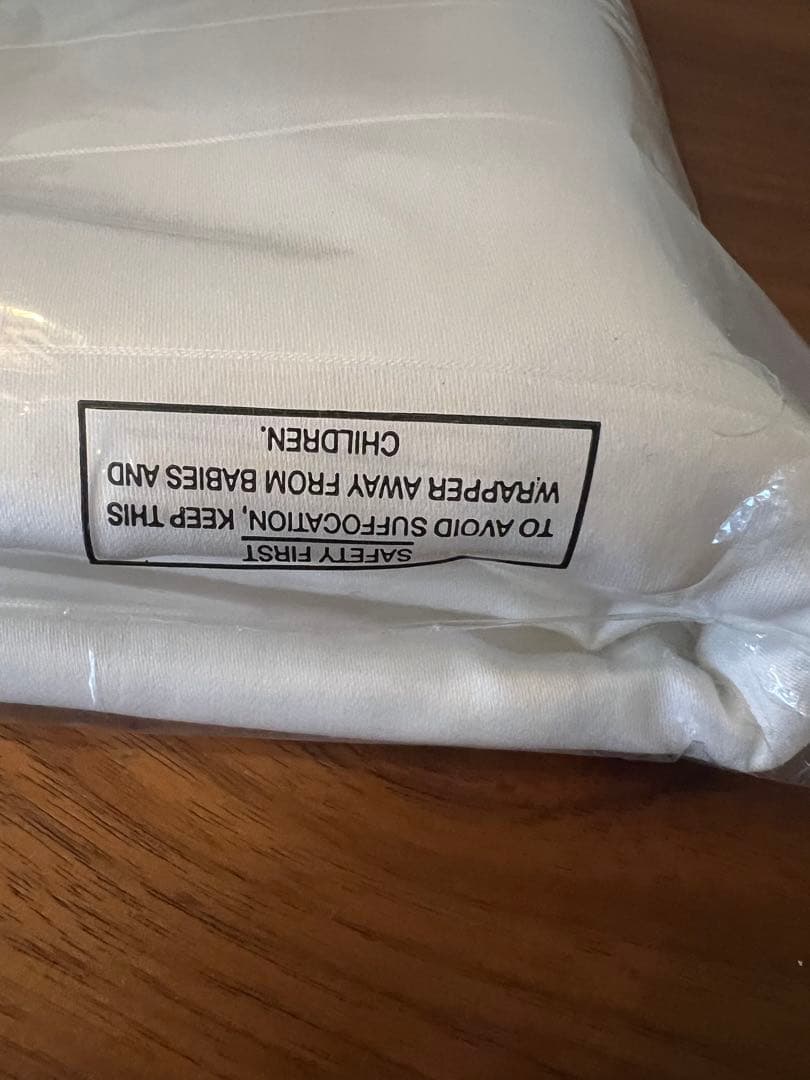 SAFETY FIRST
TO AVOID SUFFOCATION, KEEP THIS
WRAPPER AWAY FROM BABIES AND
CHILDREN.